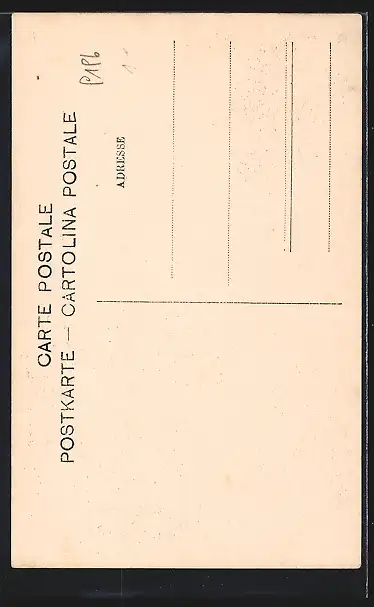 CARTE POSTALE
POSTKARTE — CARTOLINA POSTALE
ADRESSE